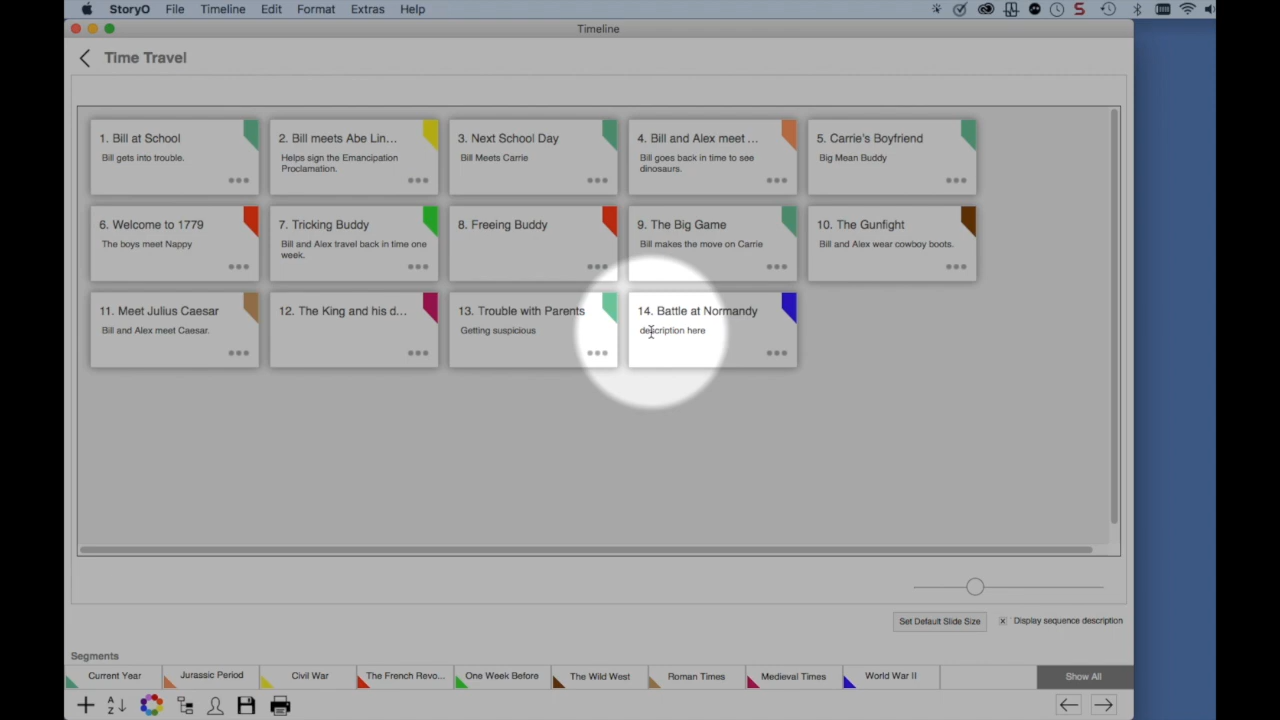 StoryO File Timeline Edit Format Extras Help
Timeline
Time Travel
1. Bill at School
Bill gets into trouble.
2. Bill meets Abe Lin...
Helps sign the Emancipation
Proclamation.
3. Next School Day
Bill Meets Carrie
4. Bill and Alex meet ...
Bill goes back in time to see
dinosaurs.
5. Carrie's Boyfriend
Big Mean Buddy
6. Welcome to 1779
The boys meet Nappy
7. Tricking Buddy
Bill and Alex travel back in time one
week.
8. Freeing Buddy
9. The Big Game
Bill makes the move on Carrie
10. The Gunfight
Bill and Alex wear cowboy boots.
11. Meet Julius Caesar
Bill and Alex meet Caesar.
12. The King and his d...
13. Trouble with Parents
Getting suspicious
14. Battle at Normandy
description here
Set Default Slide Size
Display sequence description
Segments
Current Year
Jurassic Period
Civil War
The French Revo...
One Week Before
The Wild West
Roman Times
Medieval Times
World War II
Show All